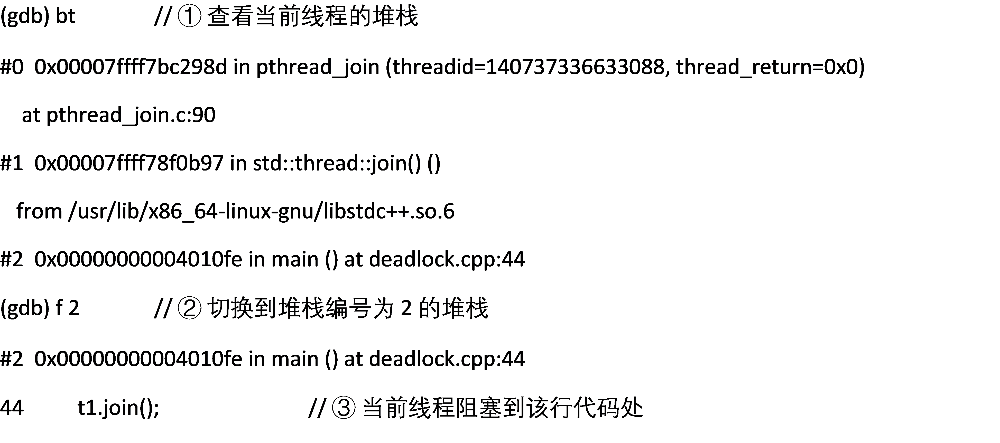 (gdb) bt // ① 查看当前线程的堆栈
#0 0x00007ffff7bc298d in pthread_join (threadid=140737336633088, thread_return=0x0)
at pthread_join.c:90
#1 0x00007ffff78f0b97 in std::thread::join() ()
from /usr/lib/x86_64-linux-gnu/libstdc++.so.6
#2 0x00000000004010fe in main () at deadlock.cpp:44
(gdb) f 2 // ② 切换到堆栈编号为 2 的堆栈
#2 0x00000000004010fe in main () at deadlock.cpp:44
44 t1.join(); // ③ 当前线程阻塞到该行代码处